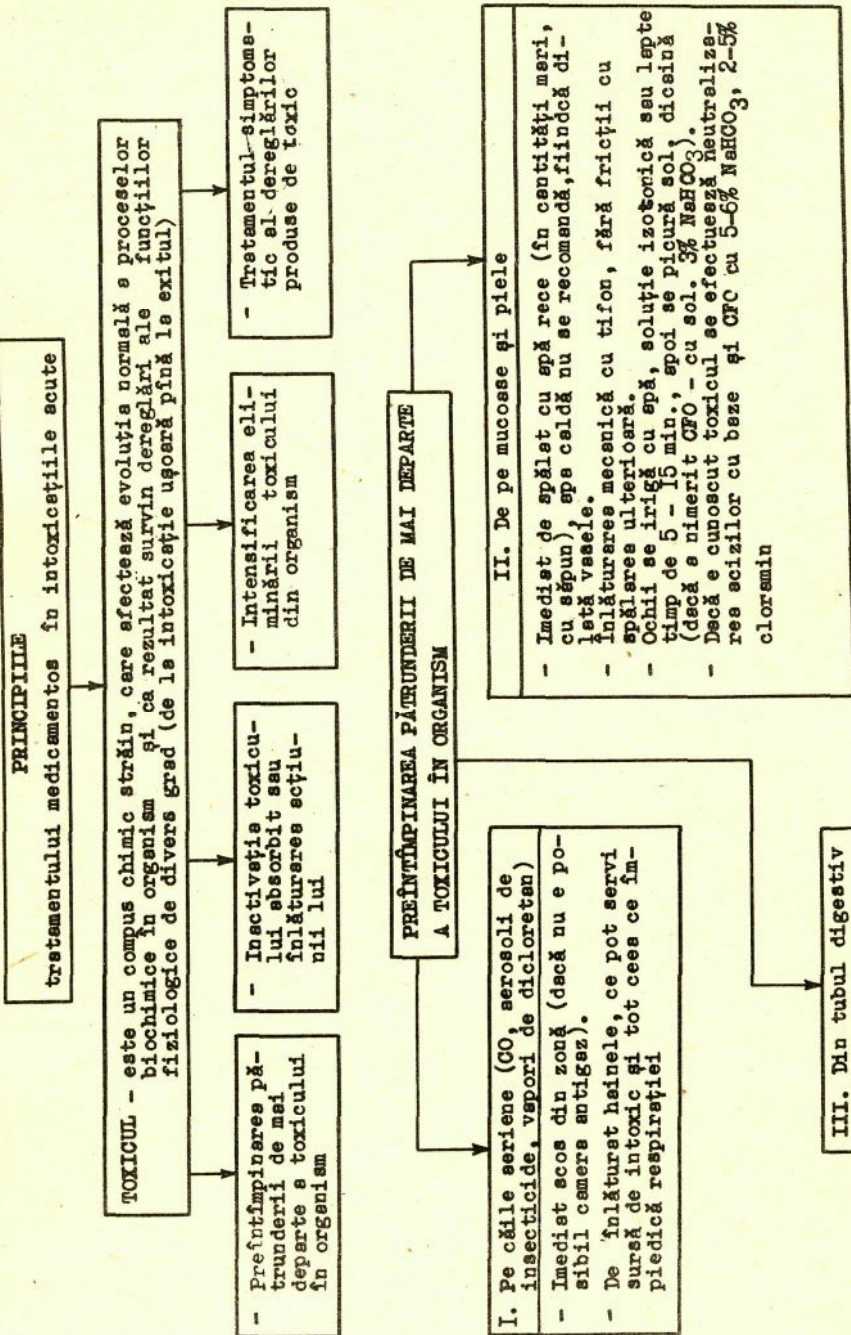 PRINCIPIILE
tratamentului medicamentos în intoxicațiile acute
TOXICUL - este un compus chimic străin, care afectează evoluția normală a proceselor
biochimice în organism și ca rezultat survin dereglări ale funcțiilor
fiziologice de divers grad (de la intoxicație ușoară pînă la exitul)
- Preîntîmpinarea pă-
trunderii de mai
departe a toxicului
în organism
- Inactivația toxicu-
lui absorbit sau
înlăturarea acțiu-
nii lui
- Intensificarea eli-
minării toxicului
din organism
- Tratamentul simptoma-
tic al dereglărilor
produse de toxic
PREÎNTÎMPINAREA PĂTRUNDERII DE MAI DEPARTE
A TOXICULUI ÎN ORGANISM
I. Pe căile aeriene (CO, aerosoli de
insecticide, vapori de dicloretan)
- Imediat scos din zonă (dacă nu e po-
sibil camera antigaz).
- De înlăturat hainele, ce pot servi
sursă de intoxic și tot ceea ce îm-
piedică respirației
II. De pe mucoase și piele
- Imediat de spălat cu apă rece (în cantități mari,
cu săpun), apa caldă nu se recomandă, fiindcă di-
lată vasele.
- Înlăturarea mecanică cu tifon, fără fricții cu
spălarea ulterioară.
- Ochii se irigă cu apă, soluție izotonică sau lapte
timp de 5 - 15 min., apoi se picură sol, dicaină
(dacă a nimerit CFO - cu sol. 3% NaHCO3).
- Dacă e cunoscut toxicul se efectuează neutraliza-
rea acizilor cu baze și CFC cu 5-6% NaHCO3, 2-5%
cloramin
III. Din tubul digestiv